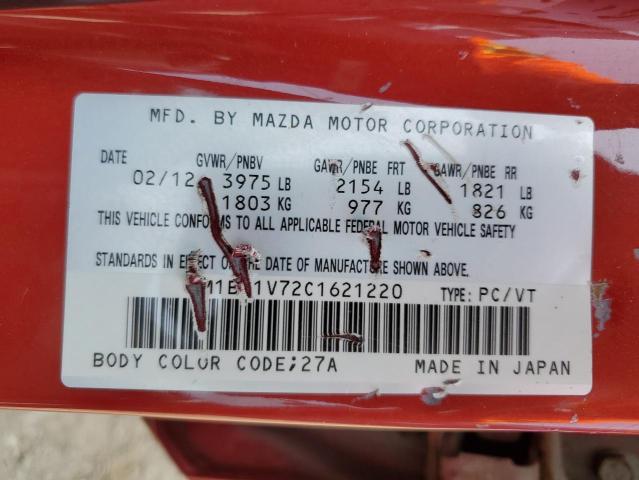 MFD. BY MAZDA MOTOR CORPORATION
DATE GVWR/PNBV GAWR/PNBE FRT GAWR/PNBE RR
02/12 3975 LB 2154 LB 1821 LB
1803 KG 977 KG 826 KG
THIS VEHICLE CONFORMS TO ALL APPLICABLE FEDERAL MOTOR VEHICLE SAFETY
STANDARDS IN EFFECT ON THE DATE OF MANUFACTURE SHOWN ABOVE.
1V72C1621220 TYPE: PC/VT
BODY COLOR CODE;27A MADE IN JAPAN